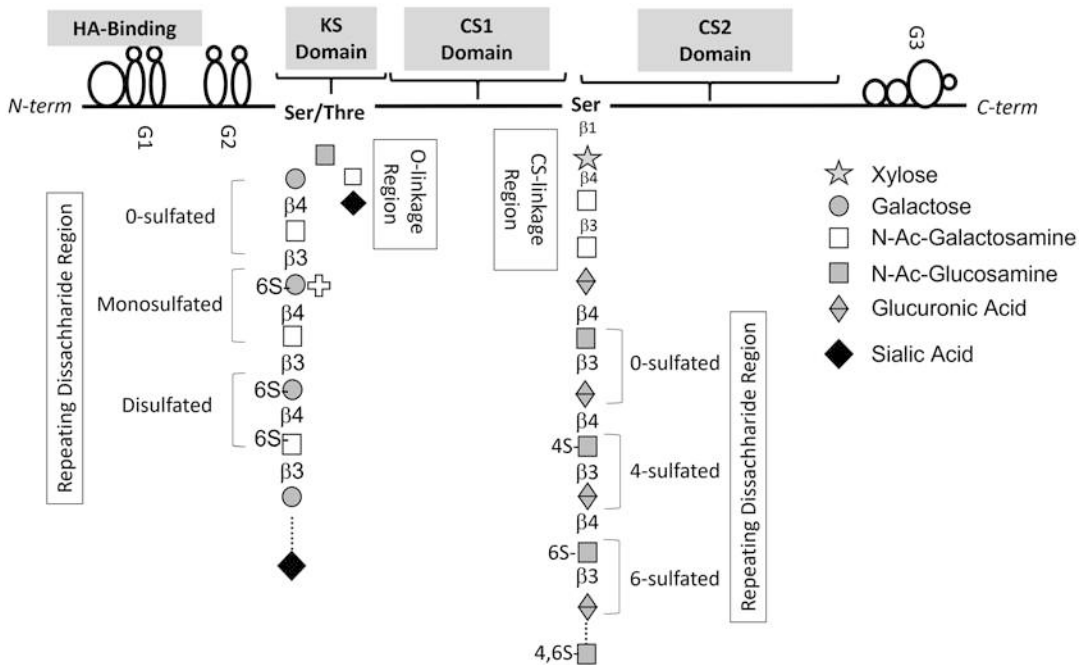 HA-Binding
KS
Domain
CS1
Domain
CS2
Domain
G3
N-term
C-term
G1
G2
Ser/Thre
Ser
O-linkage
Region
CS-linkage
Region
Repeating Dissachharide Region
0-sulfated
Monosulfated
Disulfated
β4
β3
6S-
β4
β3
6S-
β4
6S-
β3
β1
β4
β3
β4
β3
β4
4S-
β3
β4
6S-
β3
4,6S-
0-sulfated
4-sulfated
6-sulfated
Repeating Dissachharide Region
Xylose
Galactose
N-Ac-Galactosamine
N-Ac-Glucosamine
Glucuronic Acid
Sialic Acid